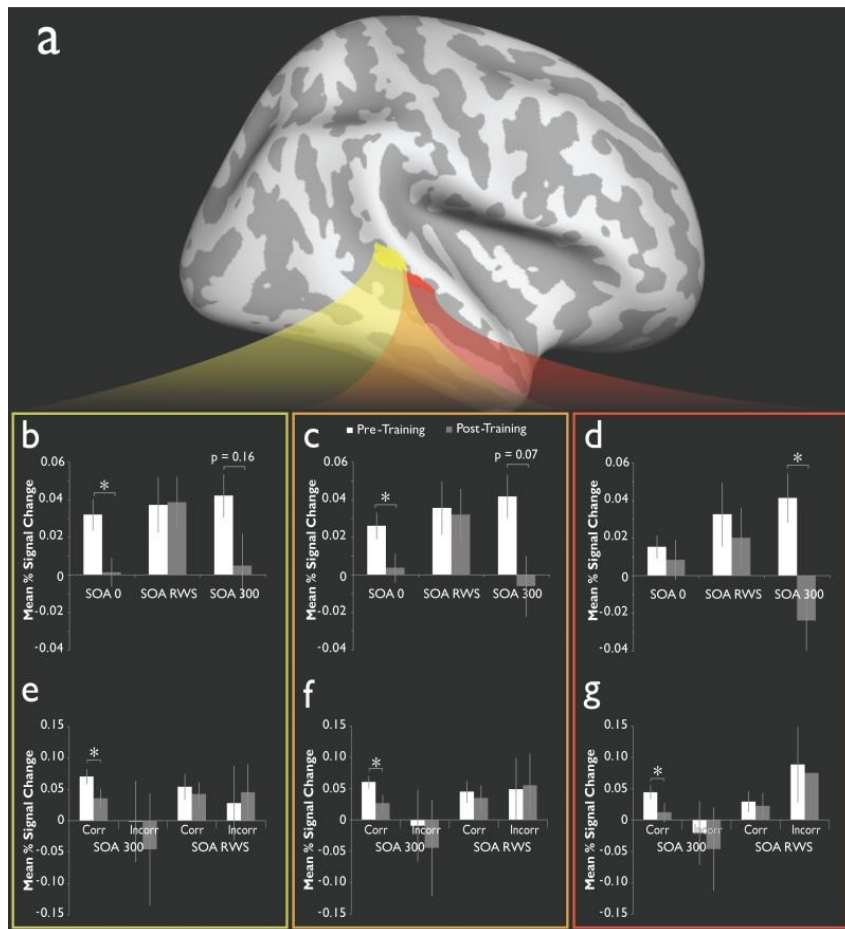 a
b
Mean % Signal Change
0.06
0.04
0.02
0
-0.02
-0.04
*
p = 0.16
SOA 0
SOA RWS
SOA 300
c
■ Pre-Training ■ Post-Training
Mean % Signal Change
0.06
0.04
0.02
0
-0.02
-0.04
*
p = 0.07
SOA 0
SOA RWS
SOA 300
d
Mean % Signal Change
0.06
0.04
0.02
0
-0.02
-0.04
*
SOA 0
SOA RWS
SOA 300
e
Mean % Signal Change
0.15
0.10
0.05
0
-0.05
-0.10
-0.15
*
Corr Incorr Corr Incorr
SOA 300 SOA RWS
f
Mean % Signal Change
0.15
0.10
0.05
0
-0.05
-0.10
-0.15
*
Corr Incorr Corr Incorr
SOA 300 SOA RWS
g
Mean % Signal Change
0.15
0.10
0.05
0
-0.05
-0.10
-0.15
*
Corr Incorr Corr Incorr
SOA 300 SOA RWS